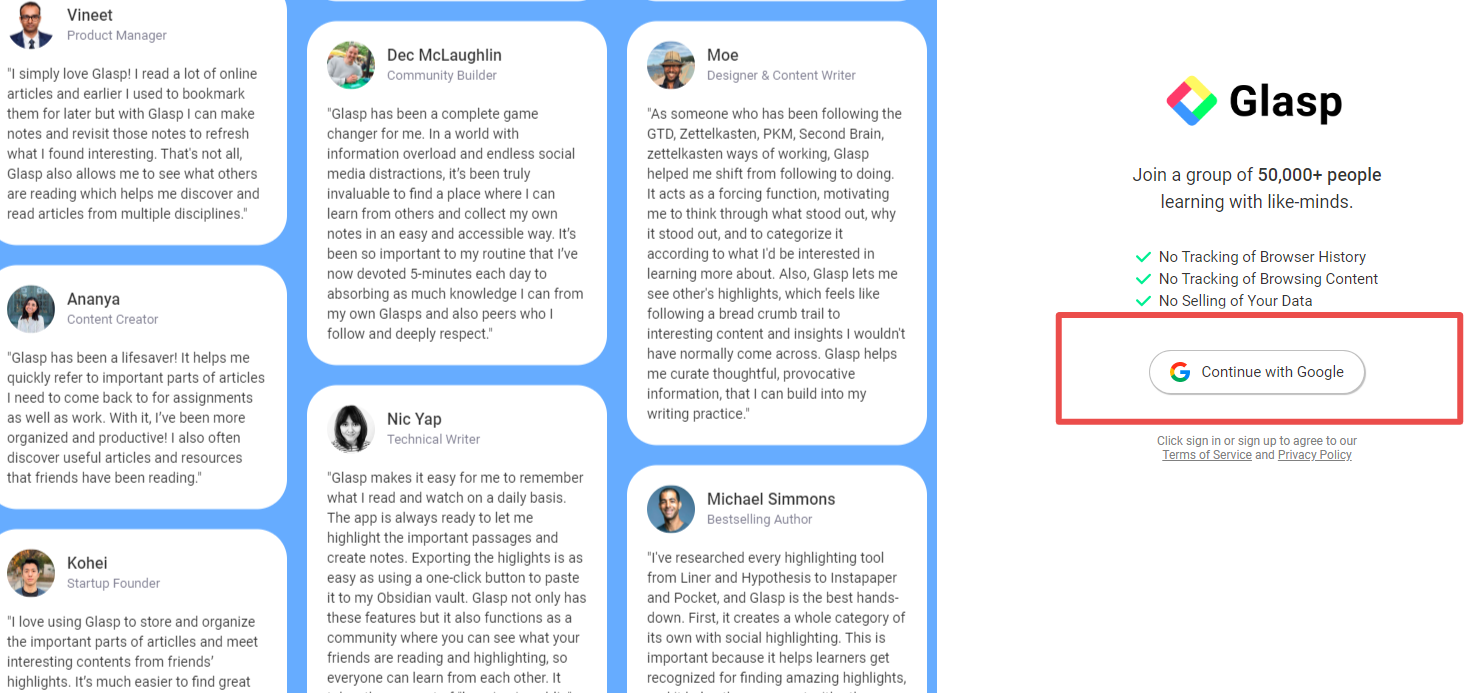 Vineet
Product Manager
"I simply love Glasp! I read a lot of online
articles and earlier I used to bookmark
them for later but with Glasp I can make
notes and revisit those notes to refresh
what I found interesting. That's not all,
Glasp also allows me to see what others
are reading which helps me discover and
read articles from multiple disciplines."
Ananya
Content Creator
"Glasp has been a lifesaver! It helps me
quickly refer to important parts of articles
I need to come back to for assignments
as well as work. With it, I've been more
organized and productive! I also often
discover useful articles and resources
that friends have been reading."
Kohei
Startup Founder
"I love using Glasp to store and organize
the important parts of articlles and meet
interesting contents from friends'
highlights. It's much easier to find great
Dec McLaughlin
Community Builder
"Glasp has been a complete game
changer for me. In a world with
information overload and endless social
media distractions, it's been truly
invaluable to find a place where I can
learn from others and collect my own
notes in an easy and accessible way. It's
been so important to my routine that I've
now devoted 5-minutes each day to
absorbing as much knowledge I can from
my own Glasps and also peers who I
follow and deeply respect."
Nic Yap
Technical Writer
"Glasp makes it easy for me to remember
what I read and watch on a daily basis.
The app is always ready to let me
highlight the important passages and
create notes. Exporting the higlights is as
easy as using a one-click button to paste
it to my Obsidian vault. Glasp not only has
these features but it also functions as a
community where you can see what your
friends are reading and highlighting, so
everyone can learn from each other. It
Moe
Designer & Content Writer
"As someone who has been following the
GTD, Zettelkasten, PKM, Second Brain,
zettelkasten ways of working, Glasp
helped me shift from following to doing.
It acts as a forcing function, motivating
me to think through what stood out, why
it stood out, and to categorize it
according to what I'd be interested in
learning more about. Also, Glasp lets me
see other's highlights, which feels like
following a bread crumb trail to
interesting content and insights I wouldn't
have normally come across. Glasp helps
me curate thoughtful, provocative
information, that I can build into my
writing practice."
Michael Simmons
Bestselling Author
"I've researched every highlighting tool
from Liner and Hypothesis to Instapaper
and Pocket, and Glasp is the best hands-
down. First, it creates a whole category of
its own with social highlighting. This is
important because it helps learners get
recognized for finding amazing highlights,
Glasp
Join a group of 50,000+ people
learning with like-minds.
No Tracking of Browser History
No Tracking of Browsing Content
No Selling of Your Data
Continue with Google
Click sign in or sign up to agree to our
Terms of Service and Privacy Policy